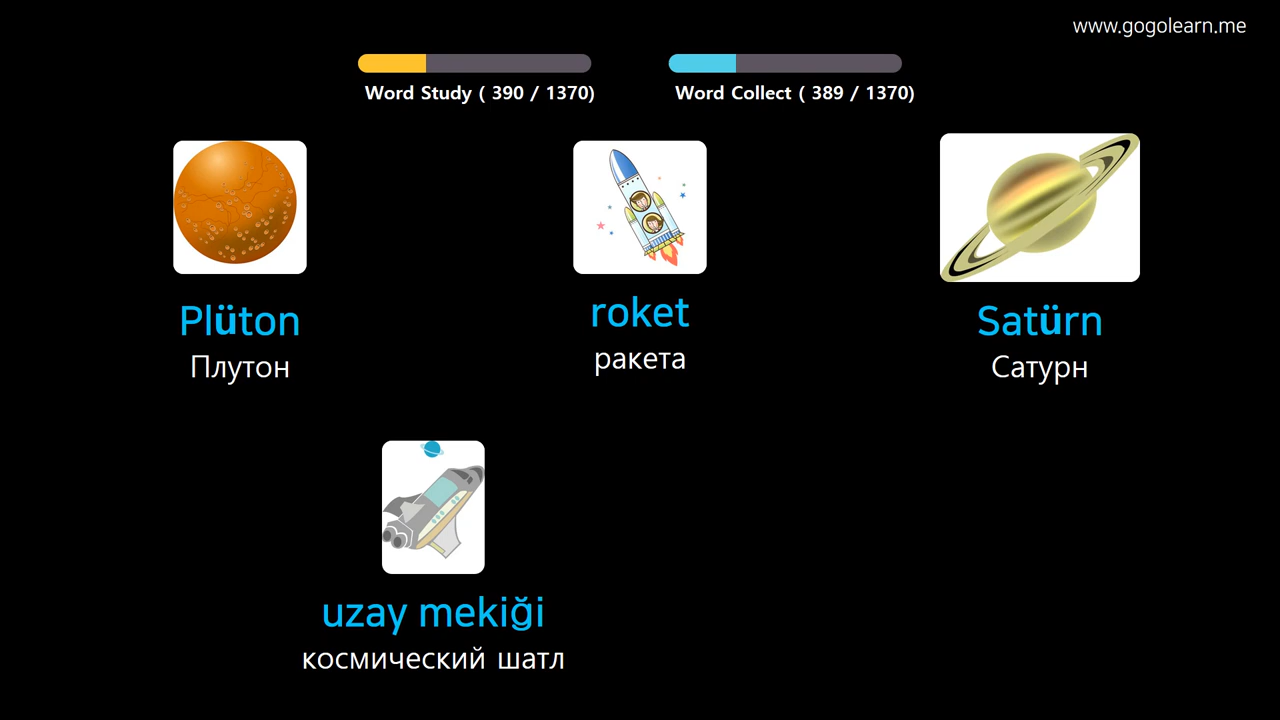 www.gogolearn.me
Word Study ( 390 / 1370)
Word Collect ( 389 / 1370)
Plüton
Плутон
roket
ракета
Satürn
Сатурн
uzay mekiği
космический шатл